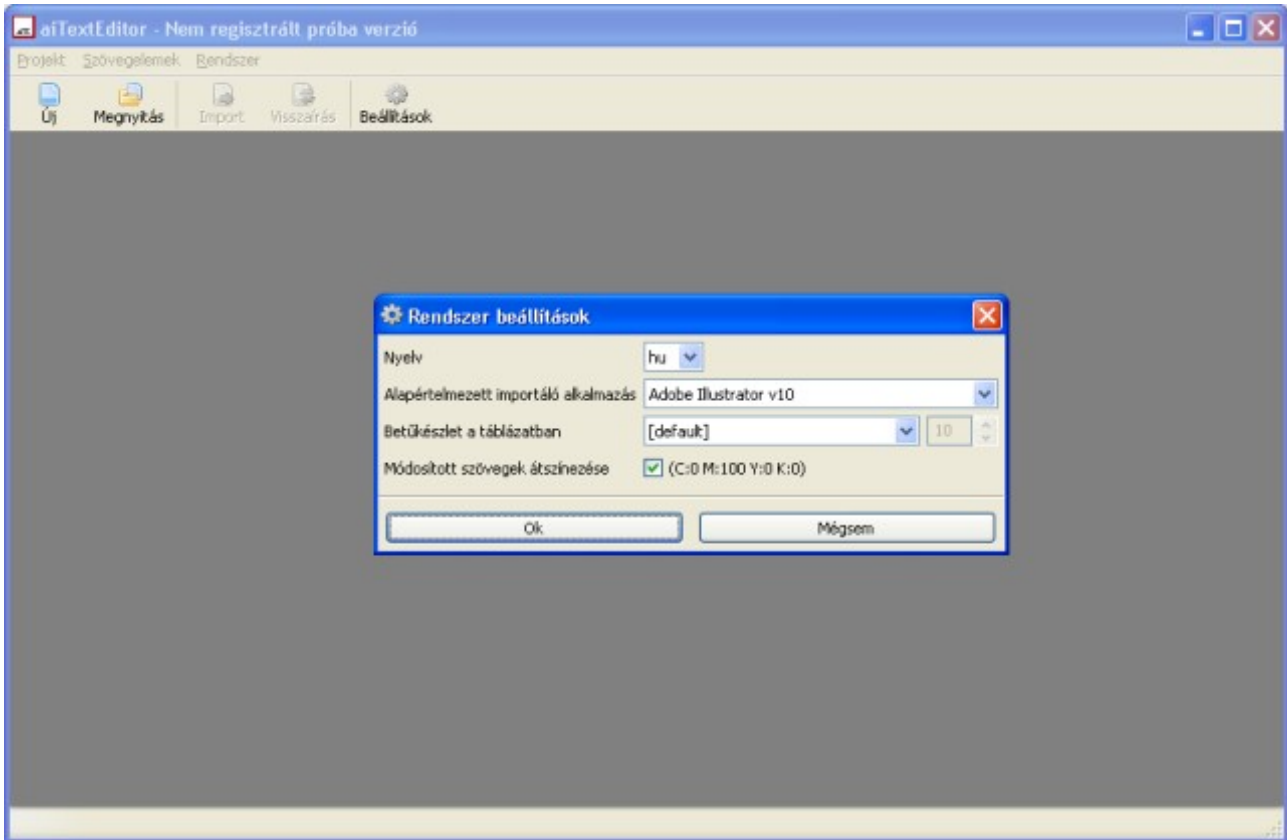 aiTextEditor - Nem regisztrált próba verzió
Projekt Szövegelemek Rendszer
Új Megnyitás Import Visszaírás Beállítások
Rendszer beállítások
Nyelv hu
Alapértelmezett importáló alkalmazás Adobe Illustrator v10
Betűkészlet a táblázatban [default] 10
Módosított szövegek átszínezése (C:0 M:100 Y:0 K:0)
Ok Mégsem